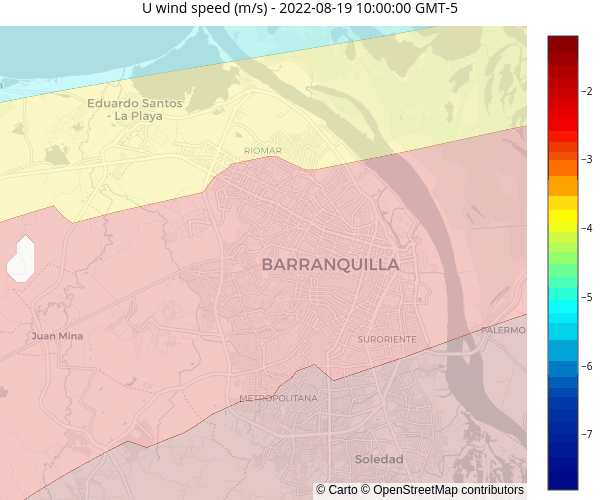 U wind speed (m/s) - 2022-08-19 10:00:00 GMT-5
Eduardo Santos
- La Playa
RIOMAR
BARRANQUILLA
Juan Mina
SURORIENTE
PALERMO
METROPOLITANA
Soledad
© Carto © OpenStreetMap contributors
−2
−3
−4
−5
−6
−7